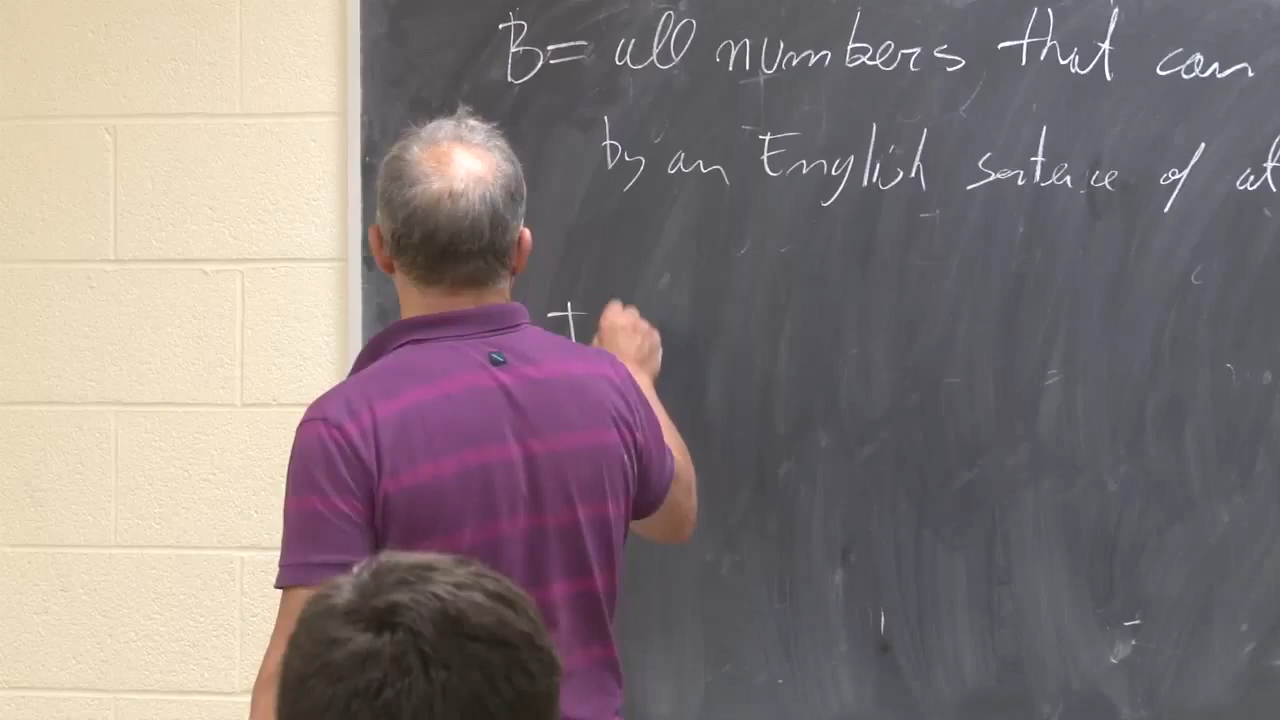 B = all numbers that can
by an English sentence of at
t